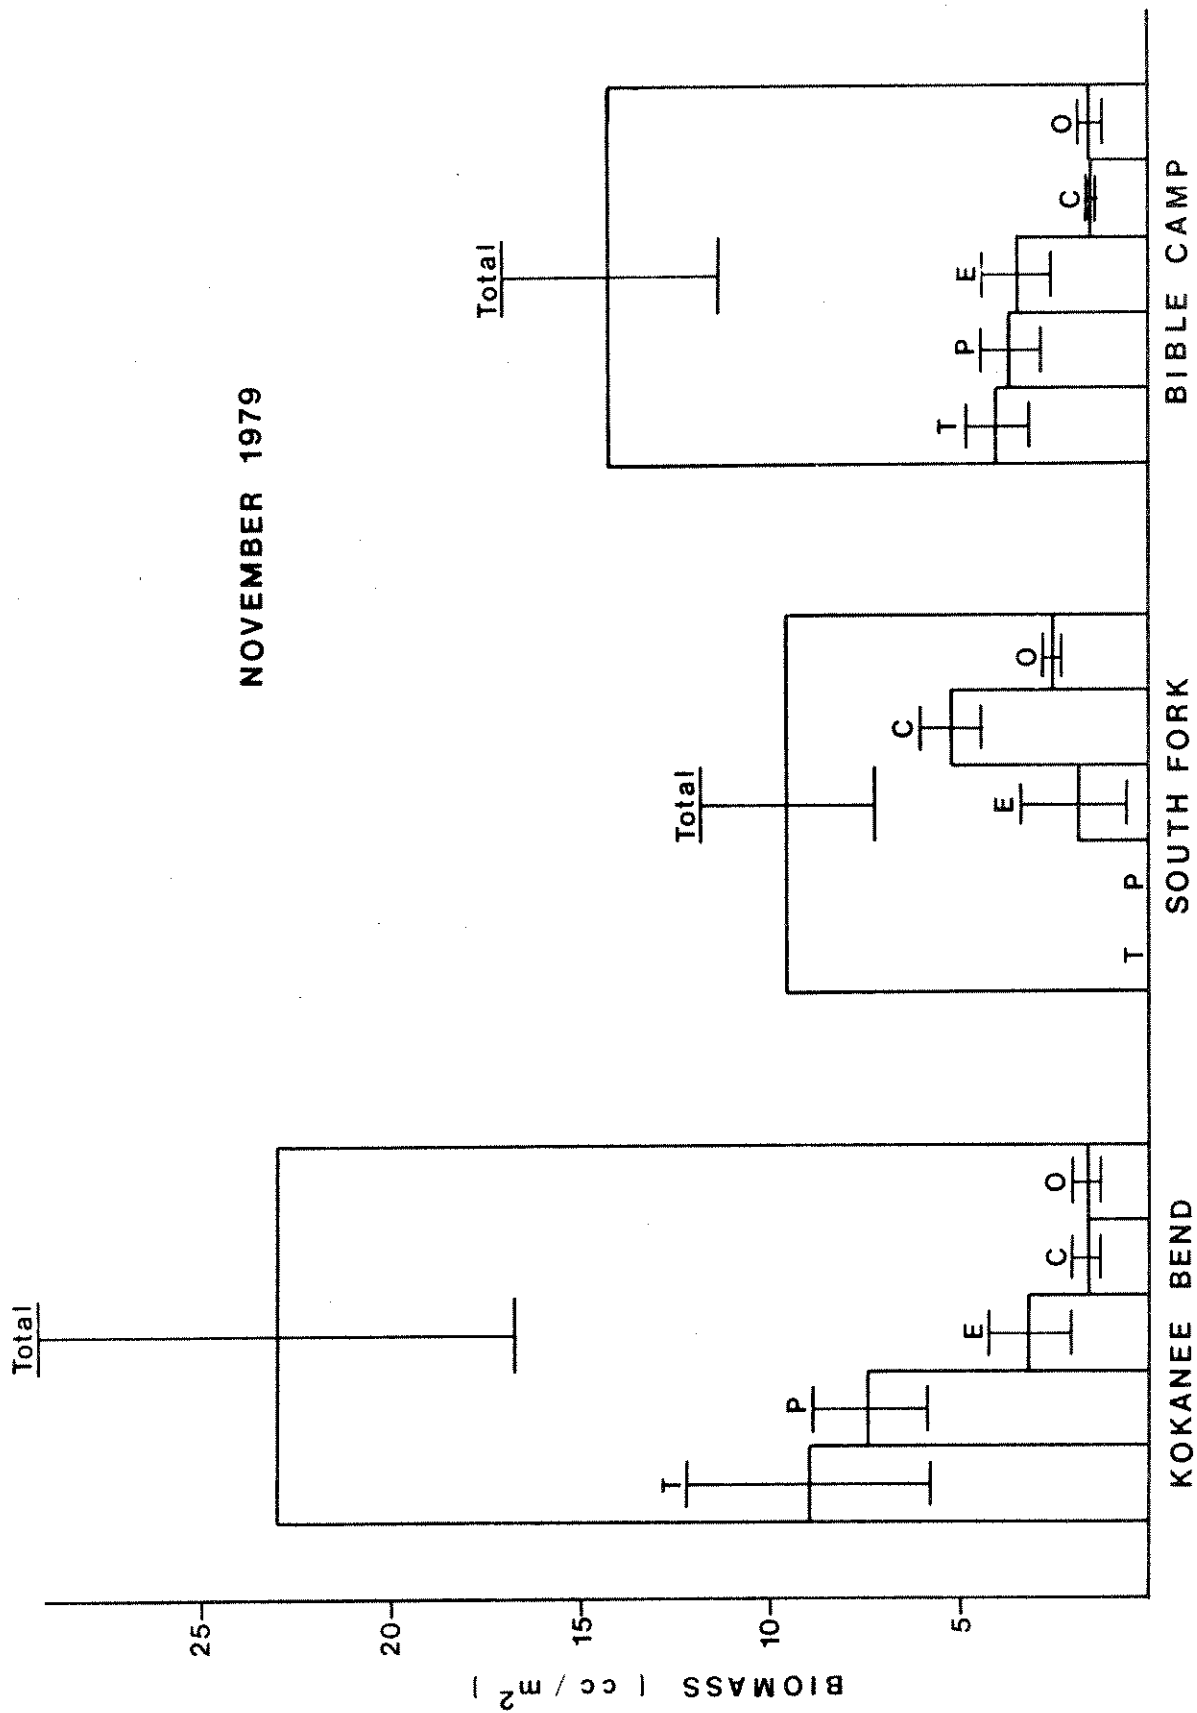 NOVEMBER 1979
BIOMASS ( cc / m²)
25
20
15
10
5
Total
T
P
E
C
O
KOKANEE BEND
Total
T
P
E
C
O
SOUTH FORK
Total
T
P
E
C
O
BIBLE CAMP